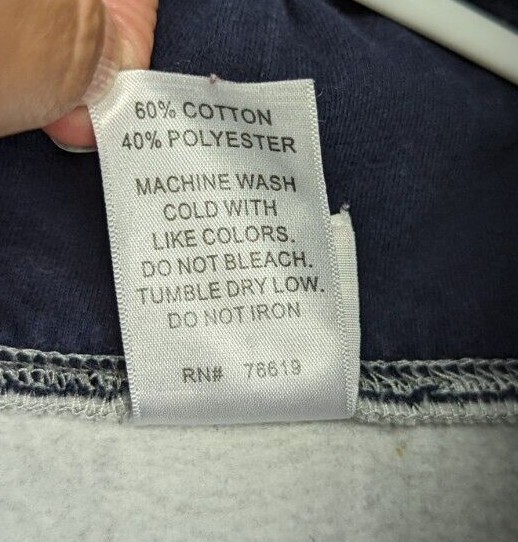 60% COTTON
40% POLYESTER
MACHINE WASH
COLD WITH
LIKE COLORS.
DO NOT BLEACH.
TUMBLE DRY LOW.
DO NOT IRON
RN# 76619